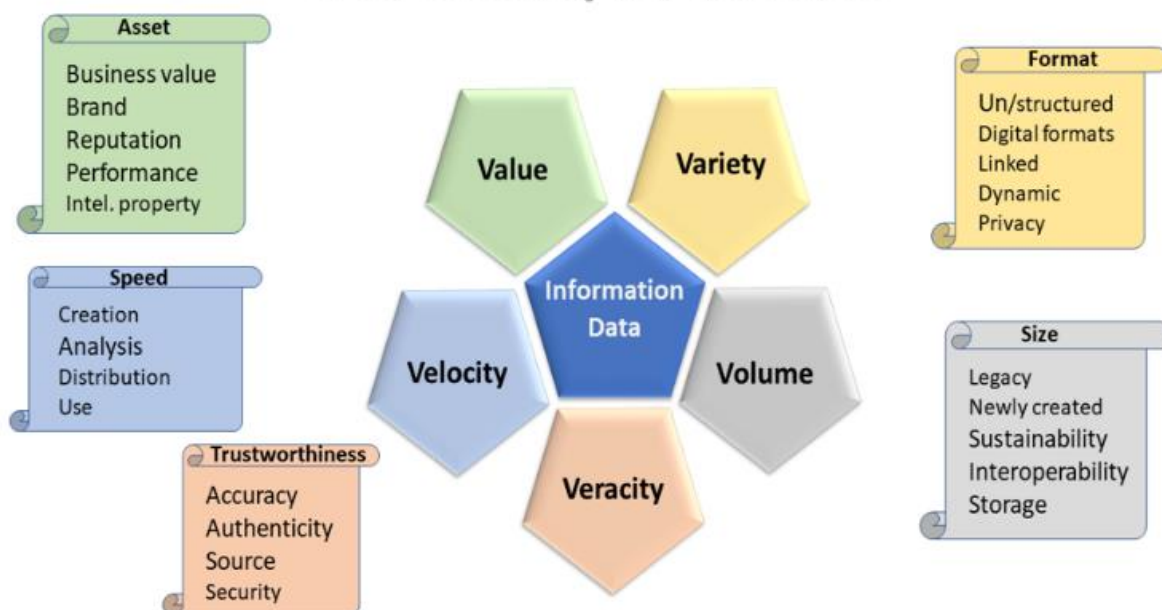 Asset
Business value
Brand
Reputation
Performance
Intel. property
Speed
Creation
Analysis
Distribution
Use
Trustworthiness
Accuracy
Authenticity
Source
Security
Value
Variety
Information
Data
Velocity
Volume
Veracity
Format
Un/structured
Digital formats
Linked
Dynamic
Privacy
Size
Legacy
Newly created
Sustainability
Interoperability
Storage